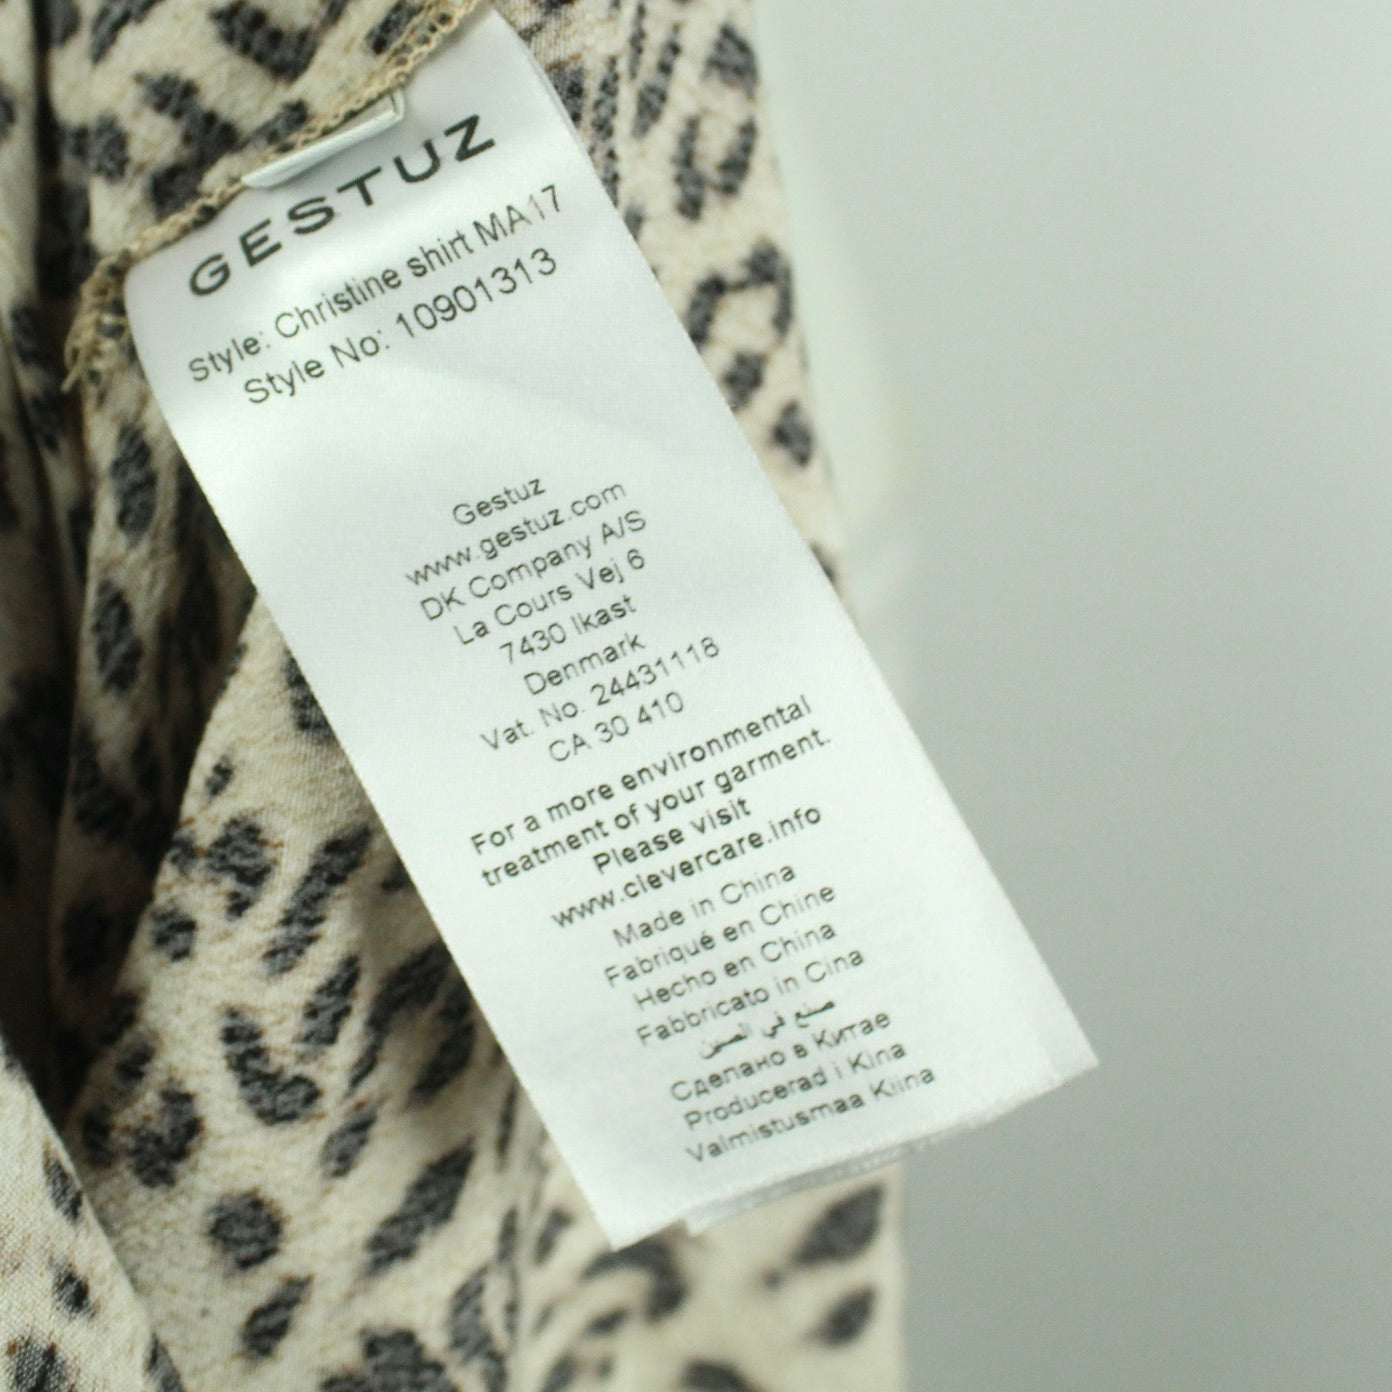 GESTUZ
Style: Christine shirt MA17
Style No: 10901313
Gestuz
www.gestuz.com
DK Company A/S
La Cours Vej 6
7430 Ikast
Denmark
Vat. No. 24431118
CA 30 410
For a more environmental
treatment of your garment.
Please visit
www.clevercare.info
Made in China
Fabriqué en Chine
Hecho en China
Fabbricato in Cina
صنع في الصين
Сделано в Китае
Producerad i Kina
Valmistusmaa Kiina